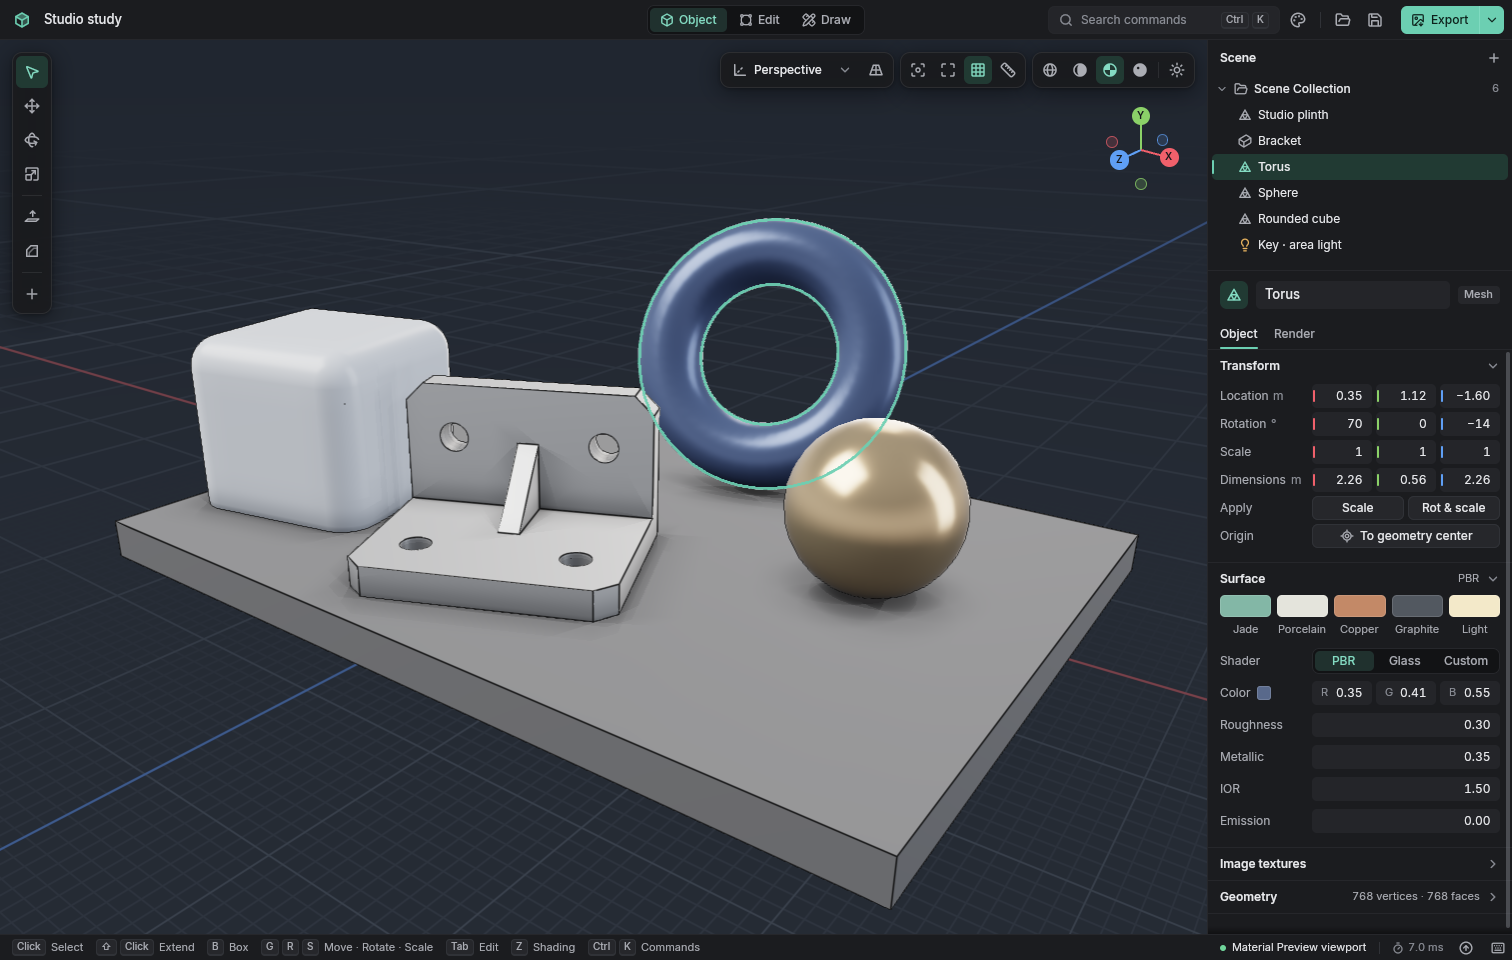 Studio study
Object
Edit
Draw
Search commands
Ctrl
K
Export
Perspective
Y
Z
X
Scene
Scene Collection
6
Studio plinth
Bracket
Torus
Sphere
Rounded cube
Key · area light
Torus
Mesh
Object
Render
Transform
Location m 0.35 1.12 −1.60
Rotation ° 70 0 −14
Scale 1 1 1
Dimensions m 2.26 0.56 2.26
Apply Scale Rot & scale
Origin To geometry center
Surface PBR
Jade Porcelain Copper Graphite Light
Shader PBR Glass Custom
Color R 0.35 G 0.41 B 0.55
Roughness 0.30
Metallic 0.35
IOR 1.50
Emission 0.00
Image textures
Geometry 768 vertices · 768 faces
Click Select Click Extend B Box G R S Move · Rotate · Scale Tab Edit Z Shading Ctrl K Commands
Material Preview viewport 7.0 ms